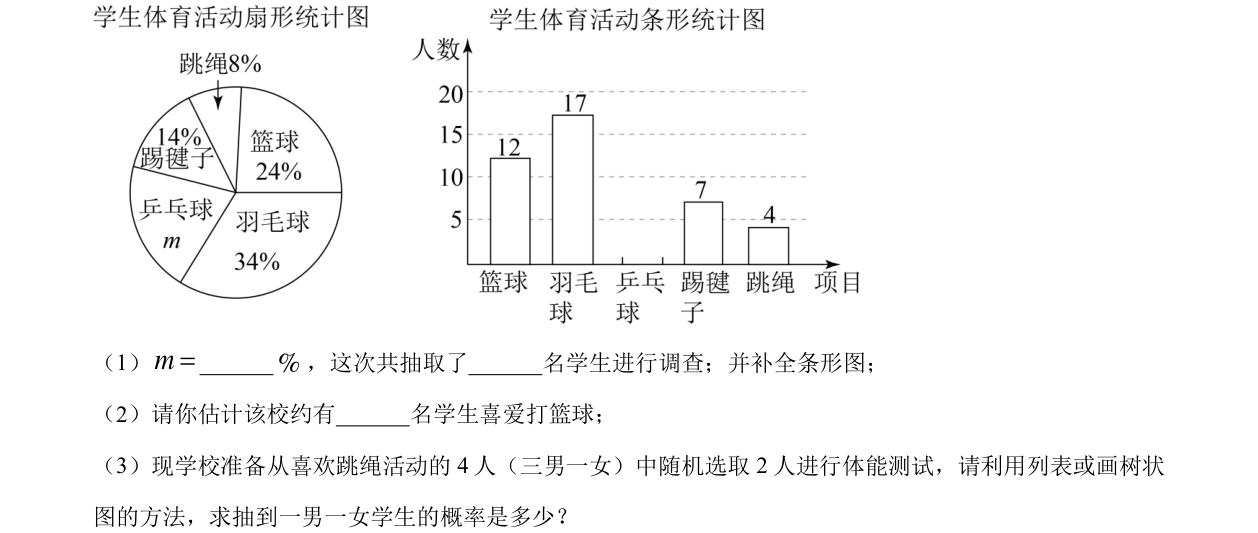 学生体育活动扇形统计图
跳绳8%
14%
踢毽子
篮球
24%
乒乓球
m
羽毛球
34%
学生体育活动条形统计图
人数
20
15
10
5
12
17
7
4
篮球 羽毛 乒乓 踢毽 跳绳 项目
球 球 子
(1) m=______%，这次共抽取了______名学生进行调查；并补全条形图；
(2) 请你估计该校约有______名学生喜爱打篮球；
(3) 现学校准备从喜欢跳绳活动的 4 人（三男一女）中随机选取 2 人进行体能测试，请利用列表或画树状
图的方法，求抽到一男一女学生的概率是多少？